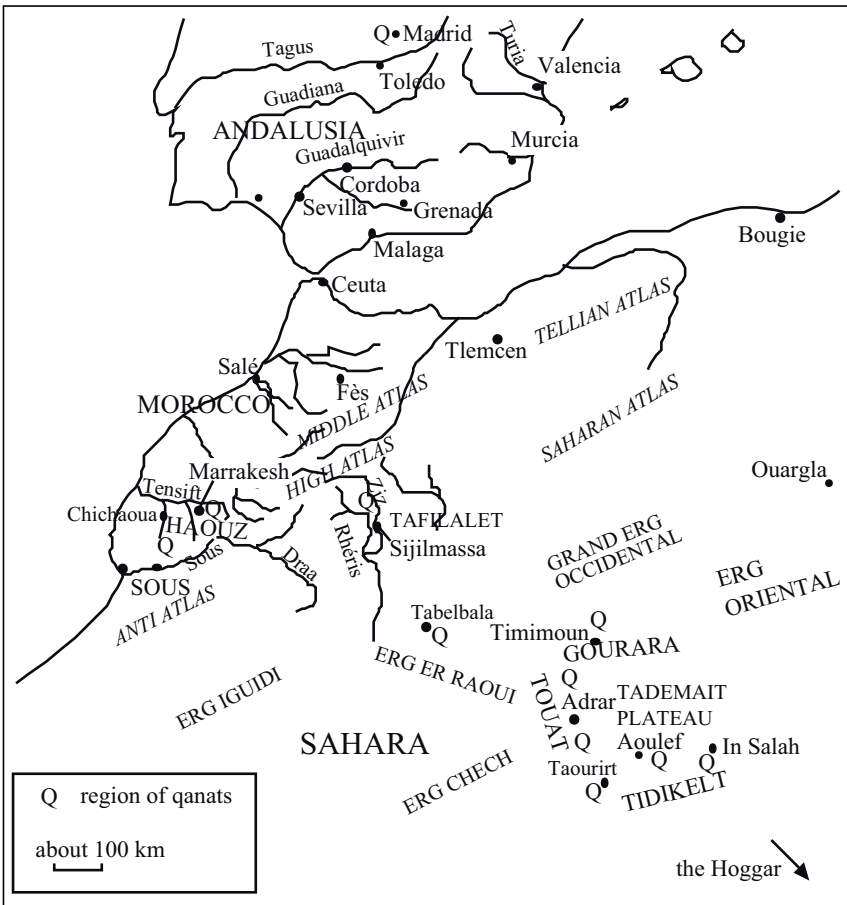 Q Madrid
Tagus
Turia
Toledo
Valencia
Guadiana
ANDALUSIA
Guadalquivir
Murcia
Cordoba
Sevilla
Grenada
Malaga
Bougie
Ceuta
TELLIAN ATLAS
Tlemcen
Salé
Fès
MOROCCO
MIDDLE ATLAS
SAHARAN ATLAS
HIGH ATLAS
Marrakesh
Ouargla
Tensift
Q
Q
Ziz
Chichaoua
HAOUZ
TAFILALET
Q
Sous
Rhéris
Sijilmassa
Draa
GRAND ERG
OCCIDENTAL
ERG
ORIENTAL
SOUS
ANTI ATLAS
Tabelbala
Q
Q
Timimoun
GOURARA
ERG ER RAOUI
Q
ERG IGUIDI
TOUAT
Adrar
TADEMAIT
PLATEAU
SAHARA
Q
Aoulef
Q
In Salah
Q
ERG CHECH
Taourirt
Q
TIDIKELT
Q region of qanats
about 100 km
the Hoggar